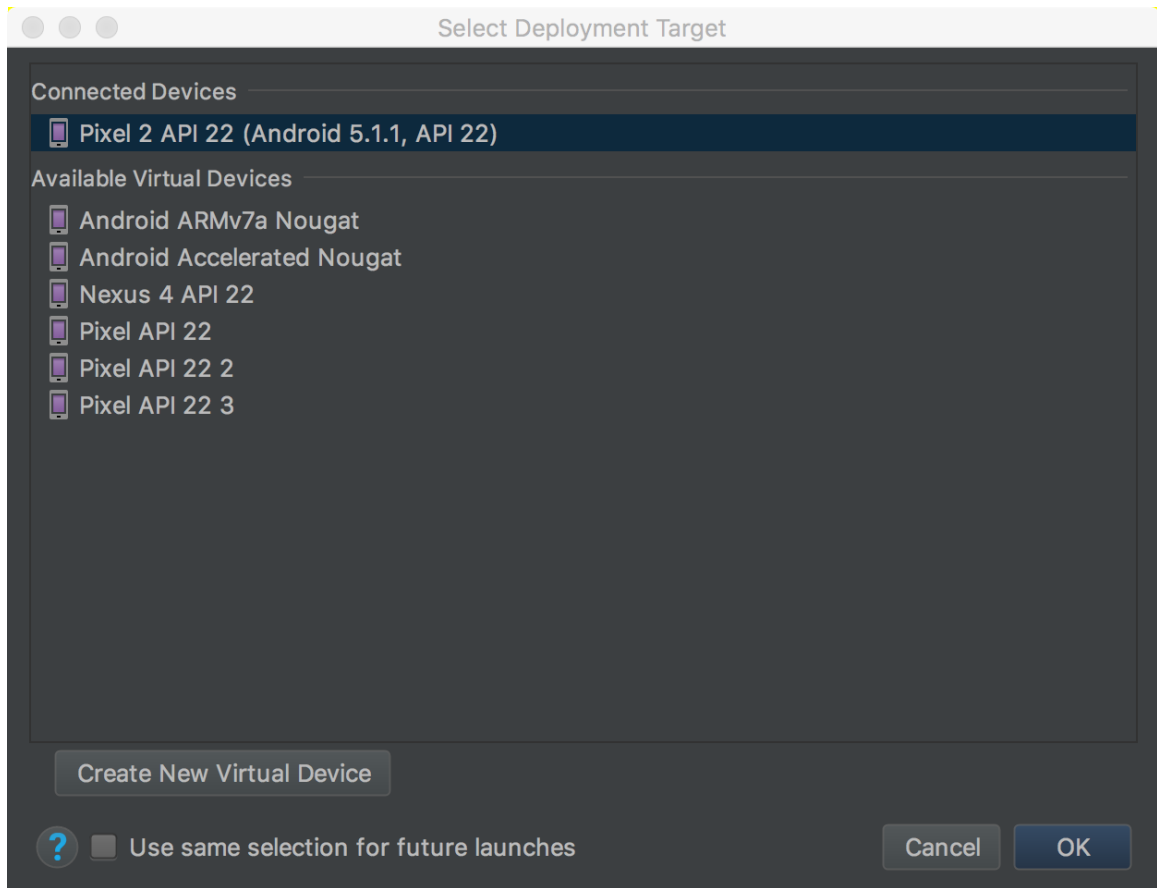 Select Deployment Target
Connected Devices
Pixel 2 API 22 (Android 5.1.1, API 22)
Available Virtual Devices
Android ARMv7a Nougat
Android Accelerated Nougat
Nexus 4 API 22
Pixel API 22
Pixel API 22 2
Pixel API 22 3
Create New Virtual Device
? Use same selection for future launches Cancel OK